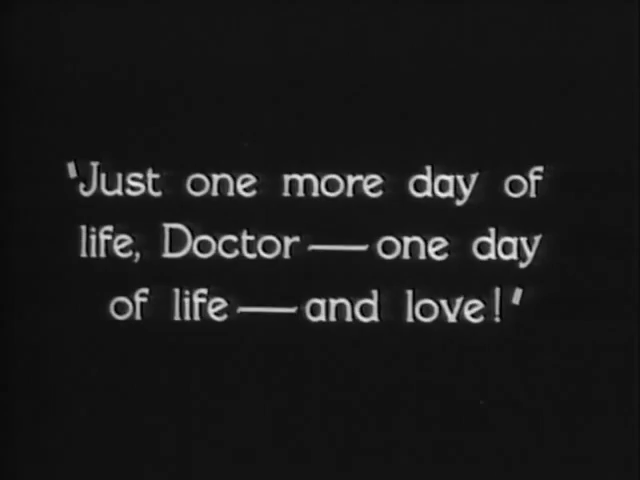 'Just one more day of
life, Doctor — one day
of life — and love!'